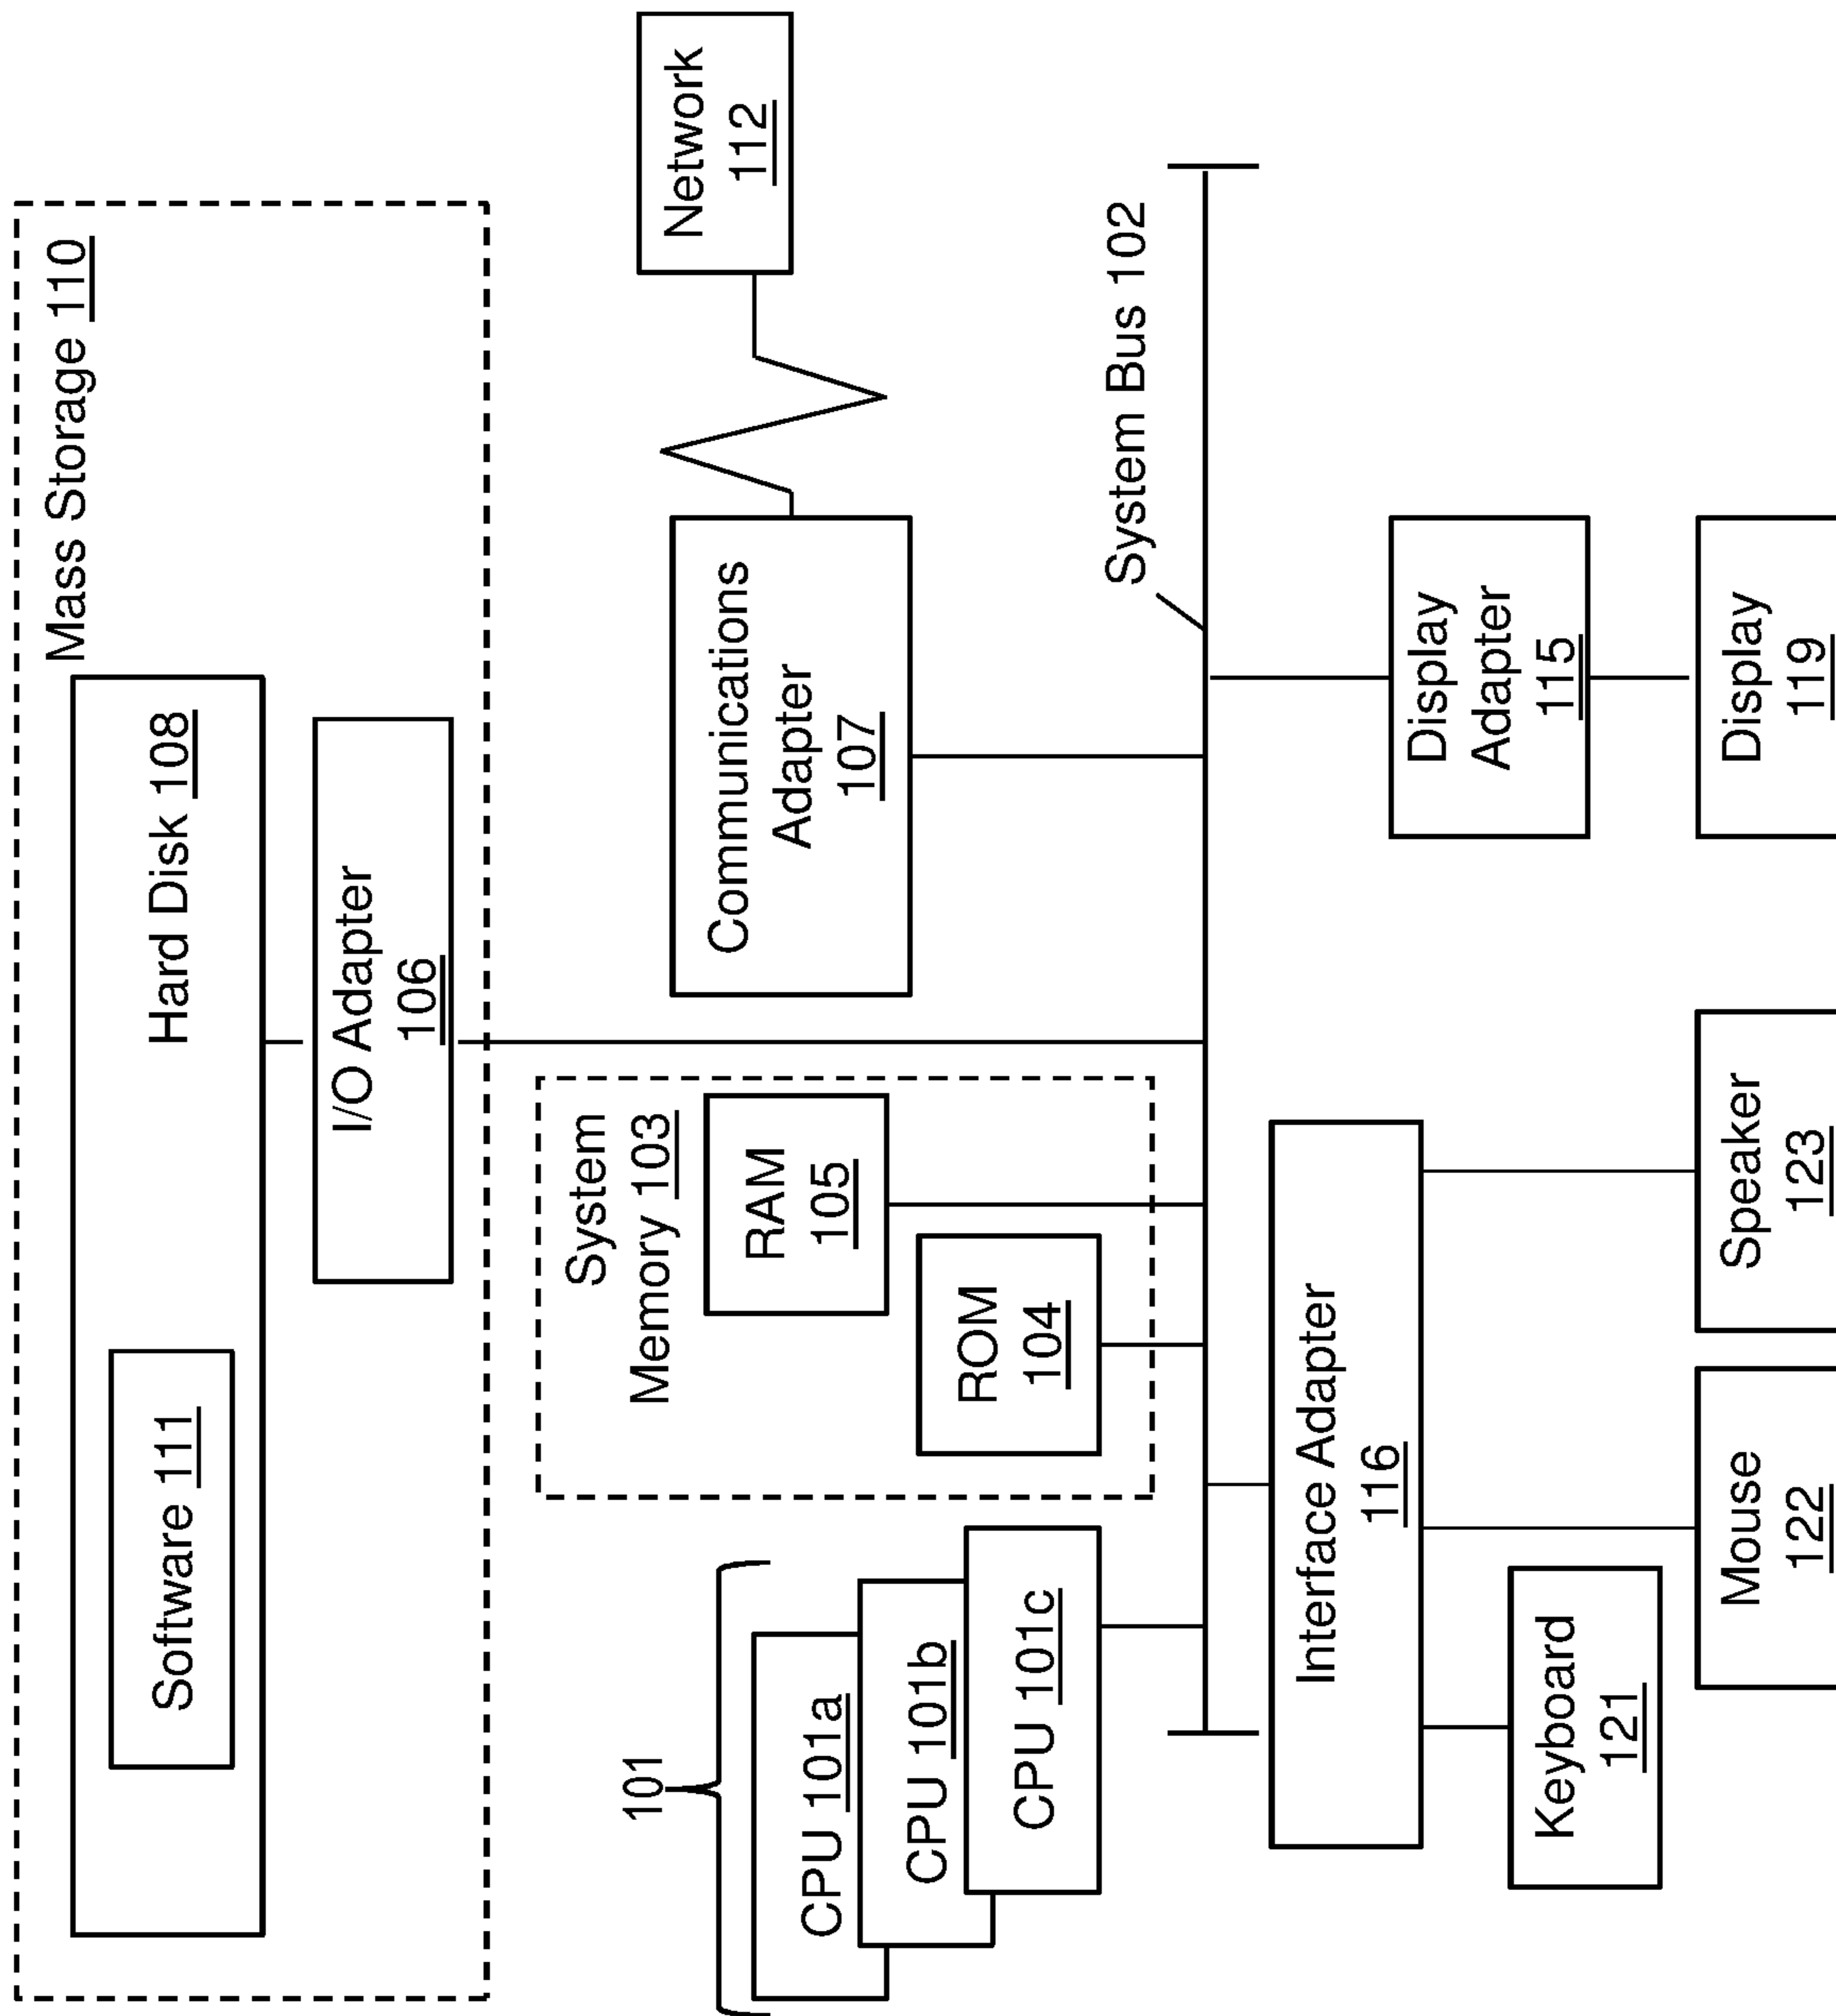 Mass Storage 110
Hard Disk 108
Software 111
I/O Adapter
106
Network
112
Communications
Adapter
107
System
Memory 103
RAM
105
ROM
104
101
CPU 101a
CPU 101b
CPU 101c
System Bus 102
Interface Adapter
116
Display
Adapter
115
Keyboard
121
Mouse
122
Speaker
123
Display
119